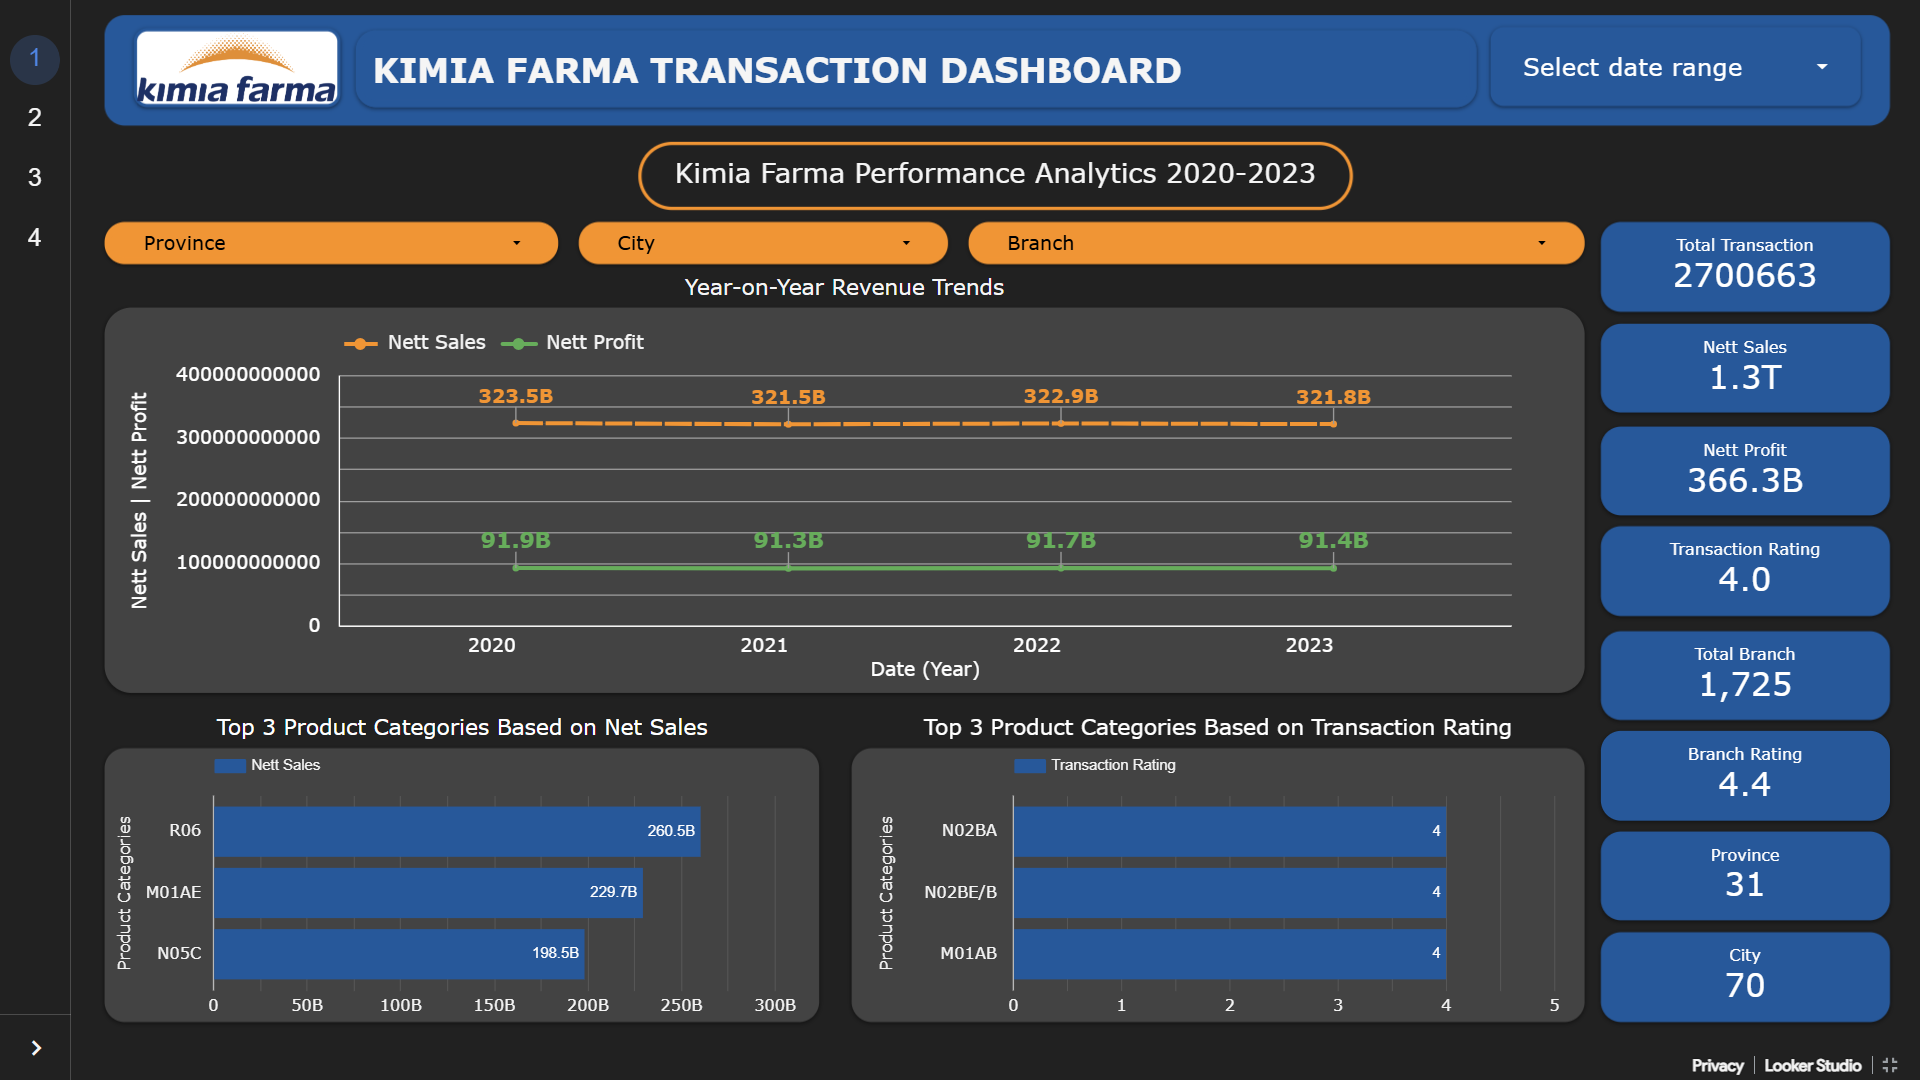 1
2
3
4
kimia farma
KIMIA FARMA TRANSACTION DASHBOARD
Select date range
Kimia Farma Performance Analytics 2020-2023
Province
City
Branch
Year-on-Year Revenue Trends
Nett Sales
Nett Profit
Nett Sales | Nett Profit
400000000000
300000000000
200000000000
100000000000
0
323.5B
321.5B
322.9B
321.8B
91.9B
91.3B
91.7B
91.4B
2020
2021
2022
2023
Date (Year)
Total Transaction
2700663
Nett Sales
1.3T
Nett Profit
366.3B
Transaction Rating
4.0
Total Branch
1,725
Branch Rating
4.4
Province
31
City
70
Top 3 Product Categories Based on Net Sales
Nett Sales
Product Categories
R06
260.5B
M01AE
229.7B
N05C
198.5B
0
50B
100B
150B
200B
250B
300B
Top 3 Product Categories Based on Transaction Rating
Transaction Rating
Product Categories
N02BA
4
N02BE/B
4
M01AB
4
0
1
2
3
4
5
Privacy
Looker Studio